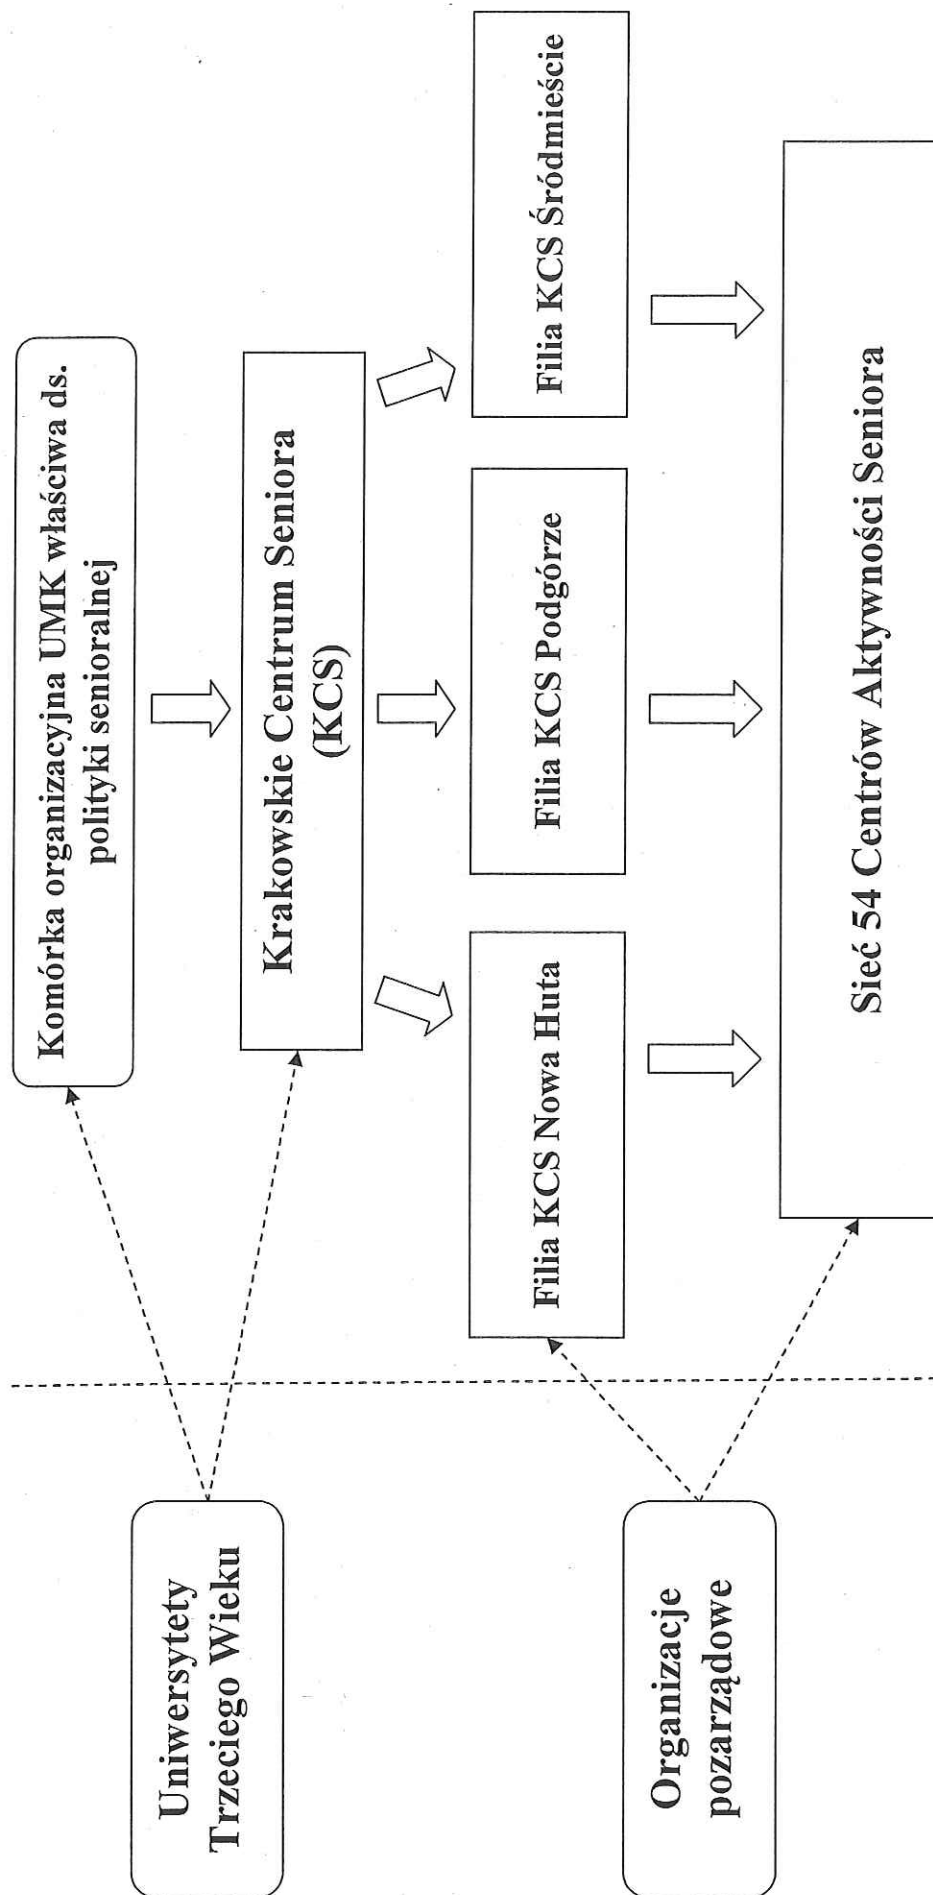 Komórka organizacyjna UMK właściwa ds.
polityki senioralnej
Uniwersytety
Trzeciego Wieku
Krakowskie Centrum Seniora
(KCS)
Filia KCS Nowa Huta
Filia KCS Podgórze
Filia KCS Śródmieście
Organizacje
pozarządowe
Sieć 54 Centrów Aktywności Seniora